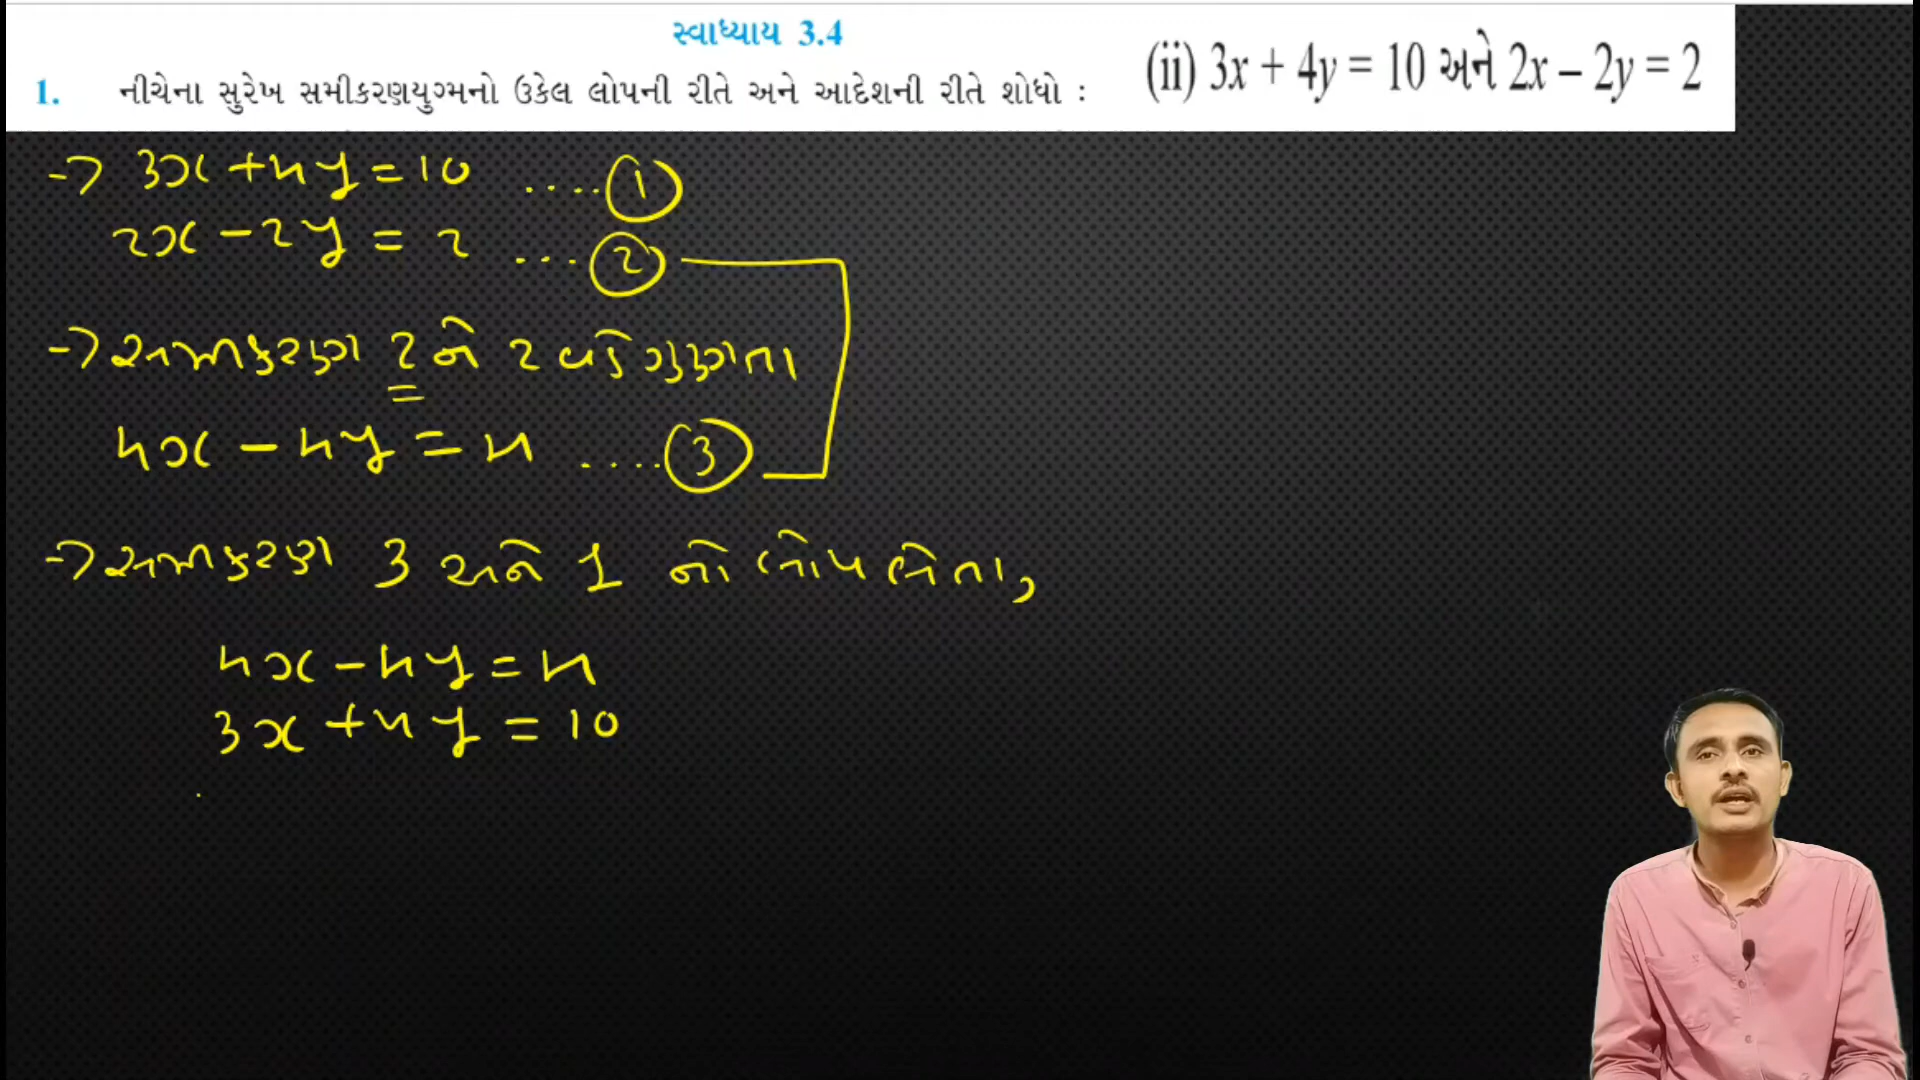 સ્વાધ્યાય 3.4
1. નીચેના સુરેખ સમીકરણયુગ્મનો ઉકેલ લોપની રીતે અને આદેશની રીતે શોધો :
(ii) 3x + 4y = 10 અને 2x – 2y = 2
→ 3x + 4y = 10 .... 1
2x – 2y = 2 ... 2
→ સમીકરણ 2 ને 2 વડે ગુણતા
4x – 4y = 4 .... 3
→ સમીકરણ 3 અને 1 નો લોપ લેતા,
4x – 4y = 4
3x + 4y = 10